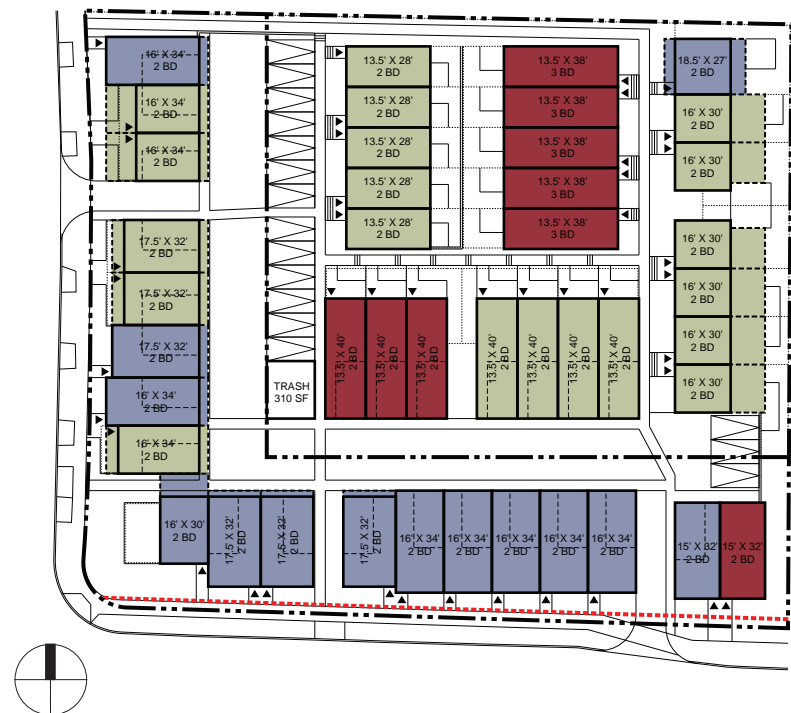 16' X 34'
2 BD
16' X 34'
2 BD
16' X 34'
2 BD
17.5' X 32'
2 BD
17.5' X 32'
2 BD
17.5' X 32'
2 BD
16' X 34'
2 BD
16' X 34'
2 BD
13.5' X 28'
2 BD
13.5' X 28'
2 BD
13.5' X 28'
2 BD
13.5' X 28'
2 BD
13.5' X 28'
2 BD
13.5' X 38'
3 BD
13.5' X 38'
3 BD
13.5' X 38'
3 BD
13.5' X 38'
3 BD
13.5' X 38'
3 BD
18.5' X 27'
2 BD
16' X 30'
2 BD
16' X 30'
2 BD
16' X 30'
2 BD
16' X 30'
2 BD
16' X 30'
2 BD
16' X 30'
2 BD
TRASH
310 SF
13.5' X 40'
2 BD
13.5' X 40'
2 BD
13.5' X 40'
2 BD
13.5' X 40'
2 BD
13.5' X 40'
2 BD
13.5' X 40'
2 BD
13.5' X 40'
2 BD
16' X 30'
2 BD
17.5' X 32'
2 BD
17.5' X 32'
2 BD
17.5' X 32'
2 BD
16' X 34'
2 BD
16' X 34'
2 BD
16' X 34'
2 BD
16' X 34'
2 BD
16' X 34'
2 BD
15' X 32'
2 BD
15' X 32'
2 BD